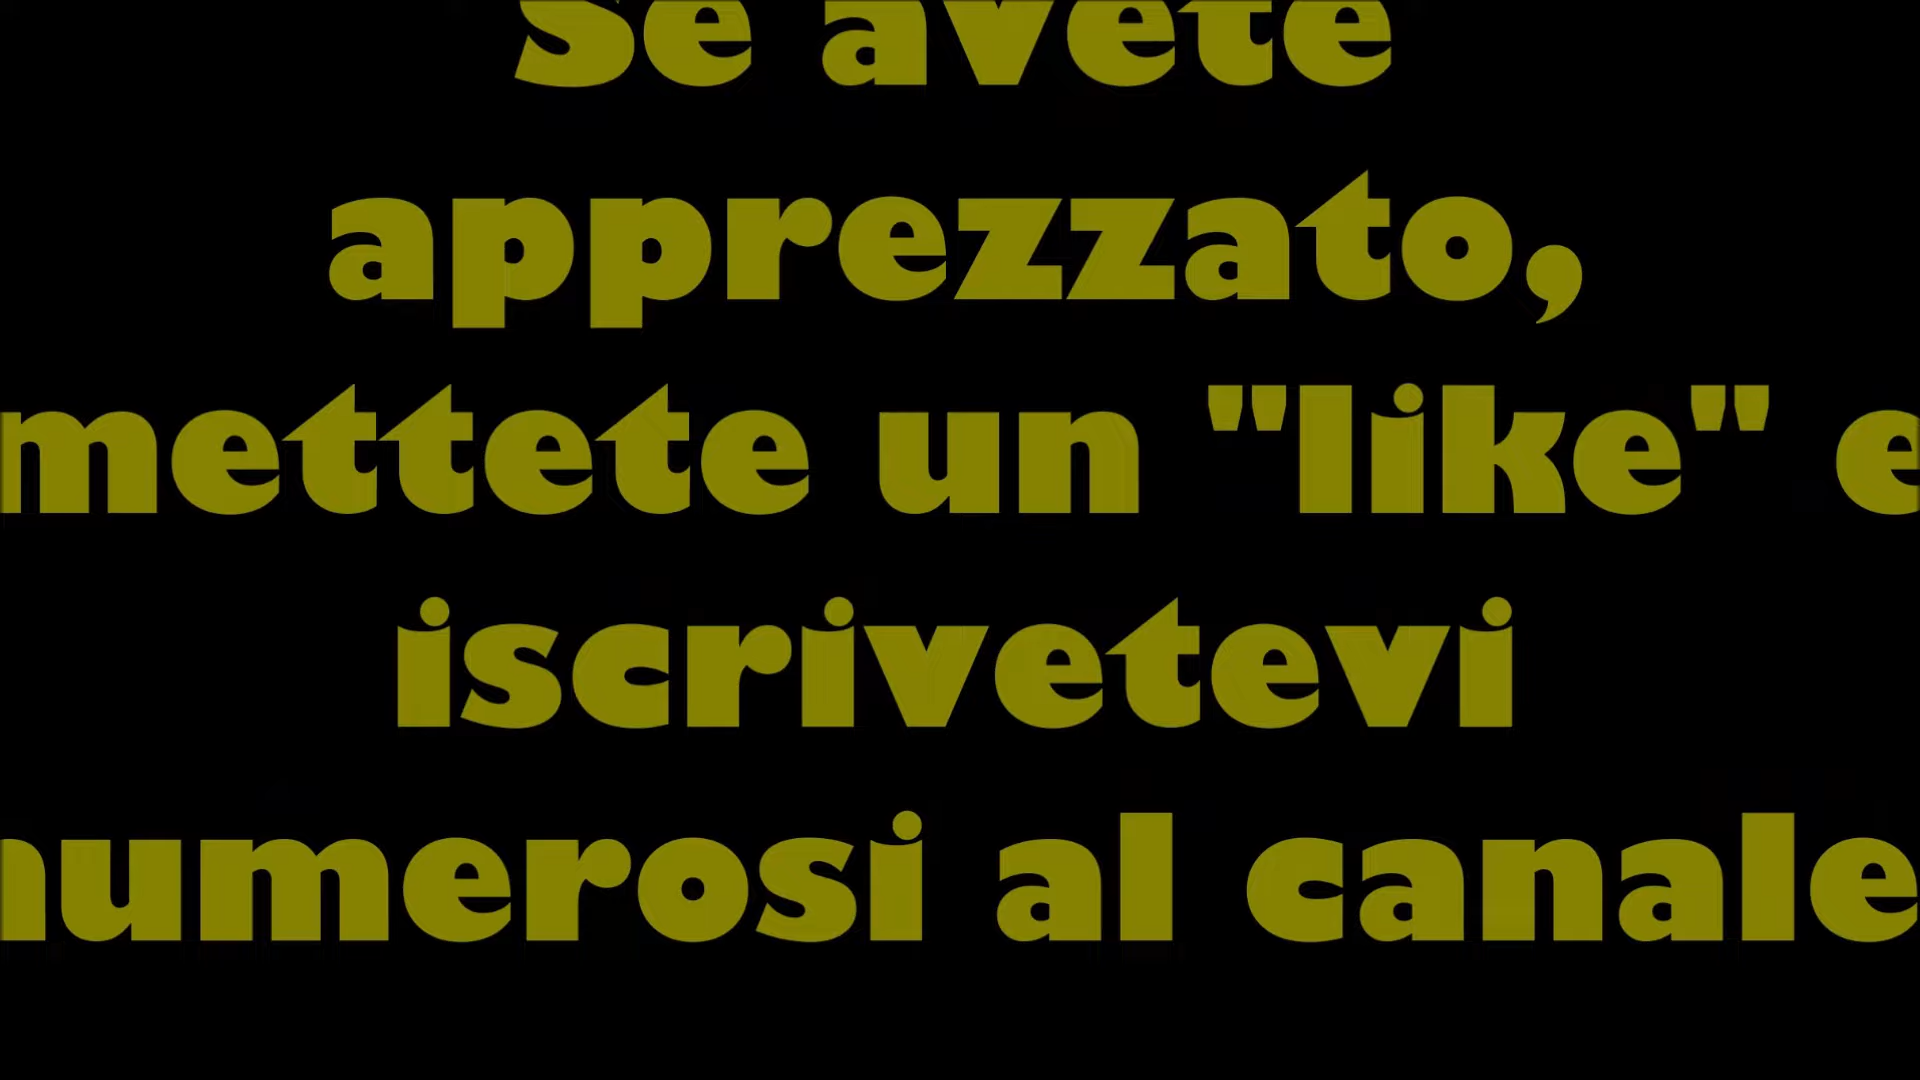 Se avete
apprezzato,
mettete un "like" e
iscrivetevi
numerosi al canale